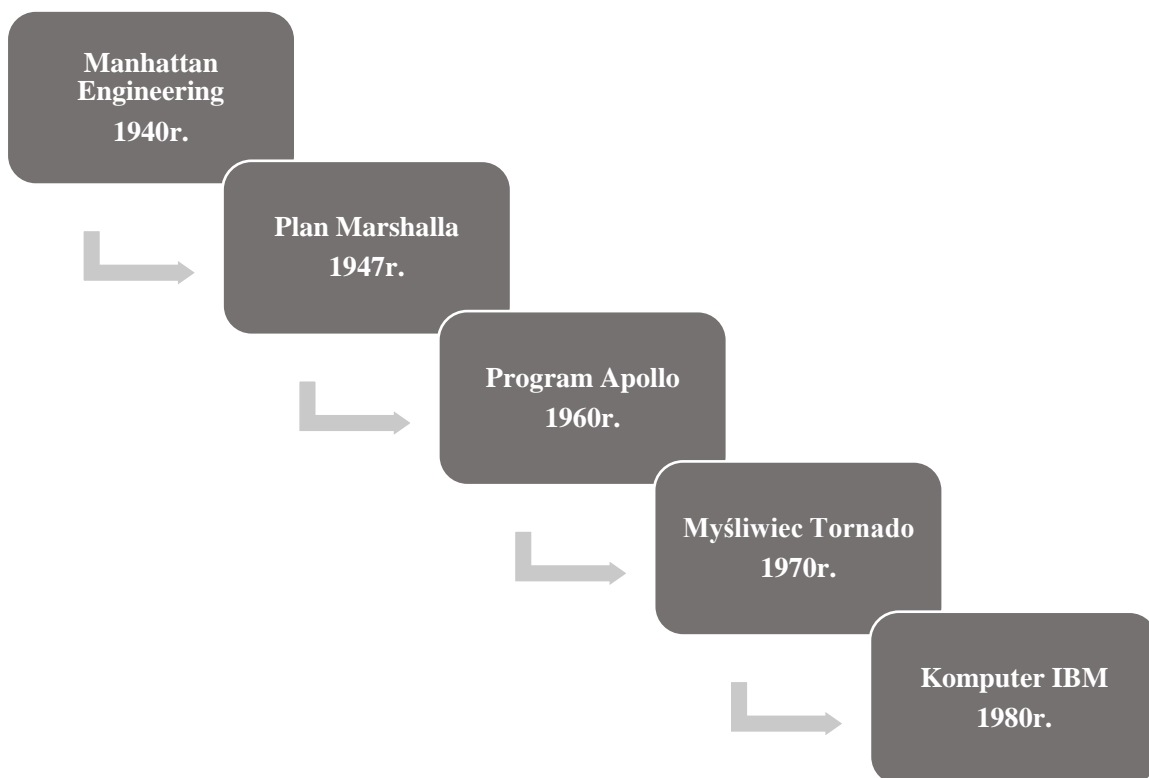 Manhattan
Engineering
1940r.
Plan Marshalla
1947r.
Program Apollo
1960r.
Myśliwiec Tornado
1970r.
Komputer IBM
1980r.